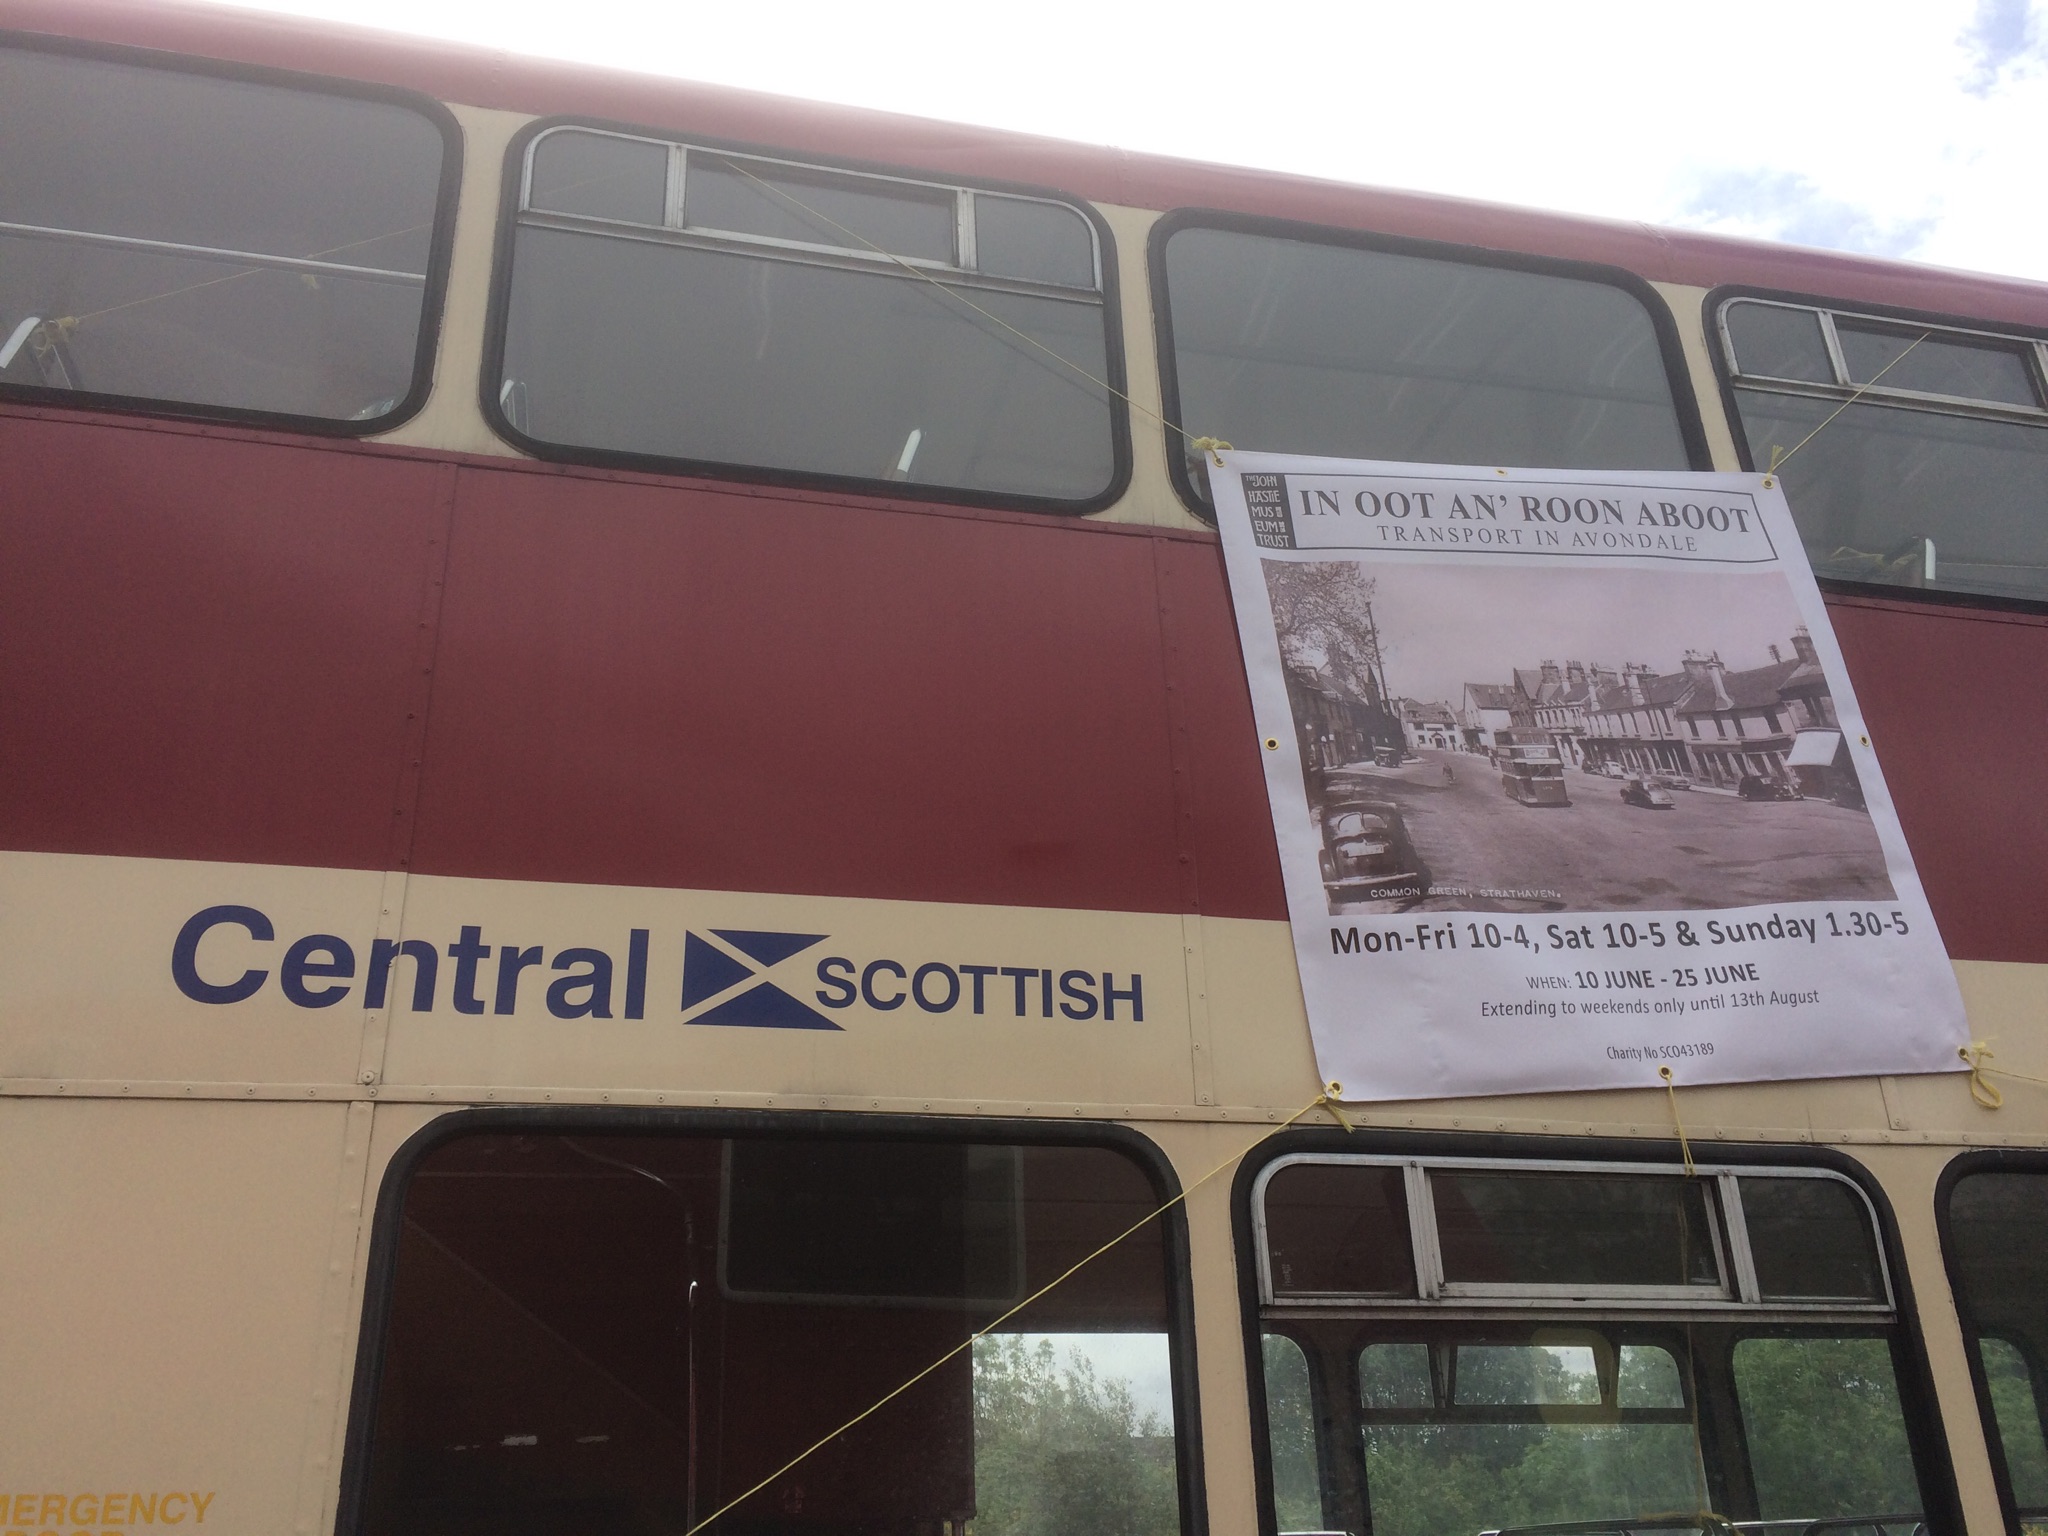 THE JOHN
HASTIE
MUS
EUM
TRUST
IN OOT AN' ROON ABOOT
TRANSPORT IN AVONDALE
COMMON GREEN, STRATHAVEN.
Mon-Fri 10-4, Sat 10-5 & Sunday 1.30-5
WHEN: 10 JUNE - 25 JUNE
Extending to weekends only until 13th August
Charity No SC043189
Central SCOTTISH
MERGENCY
DOOR